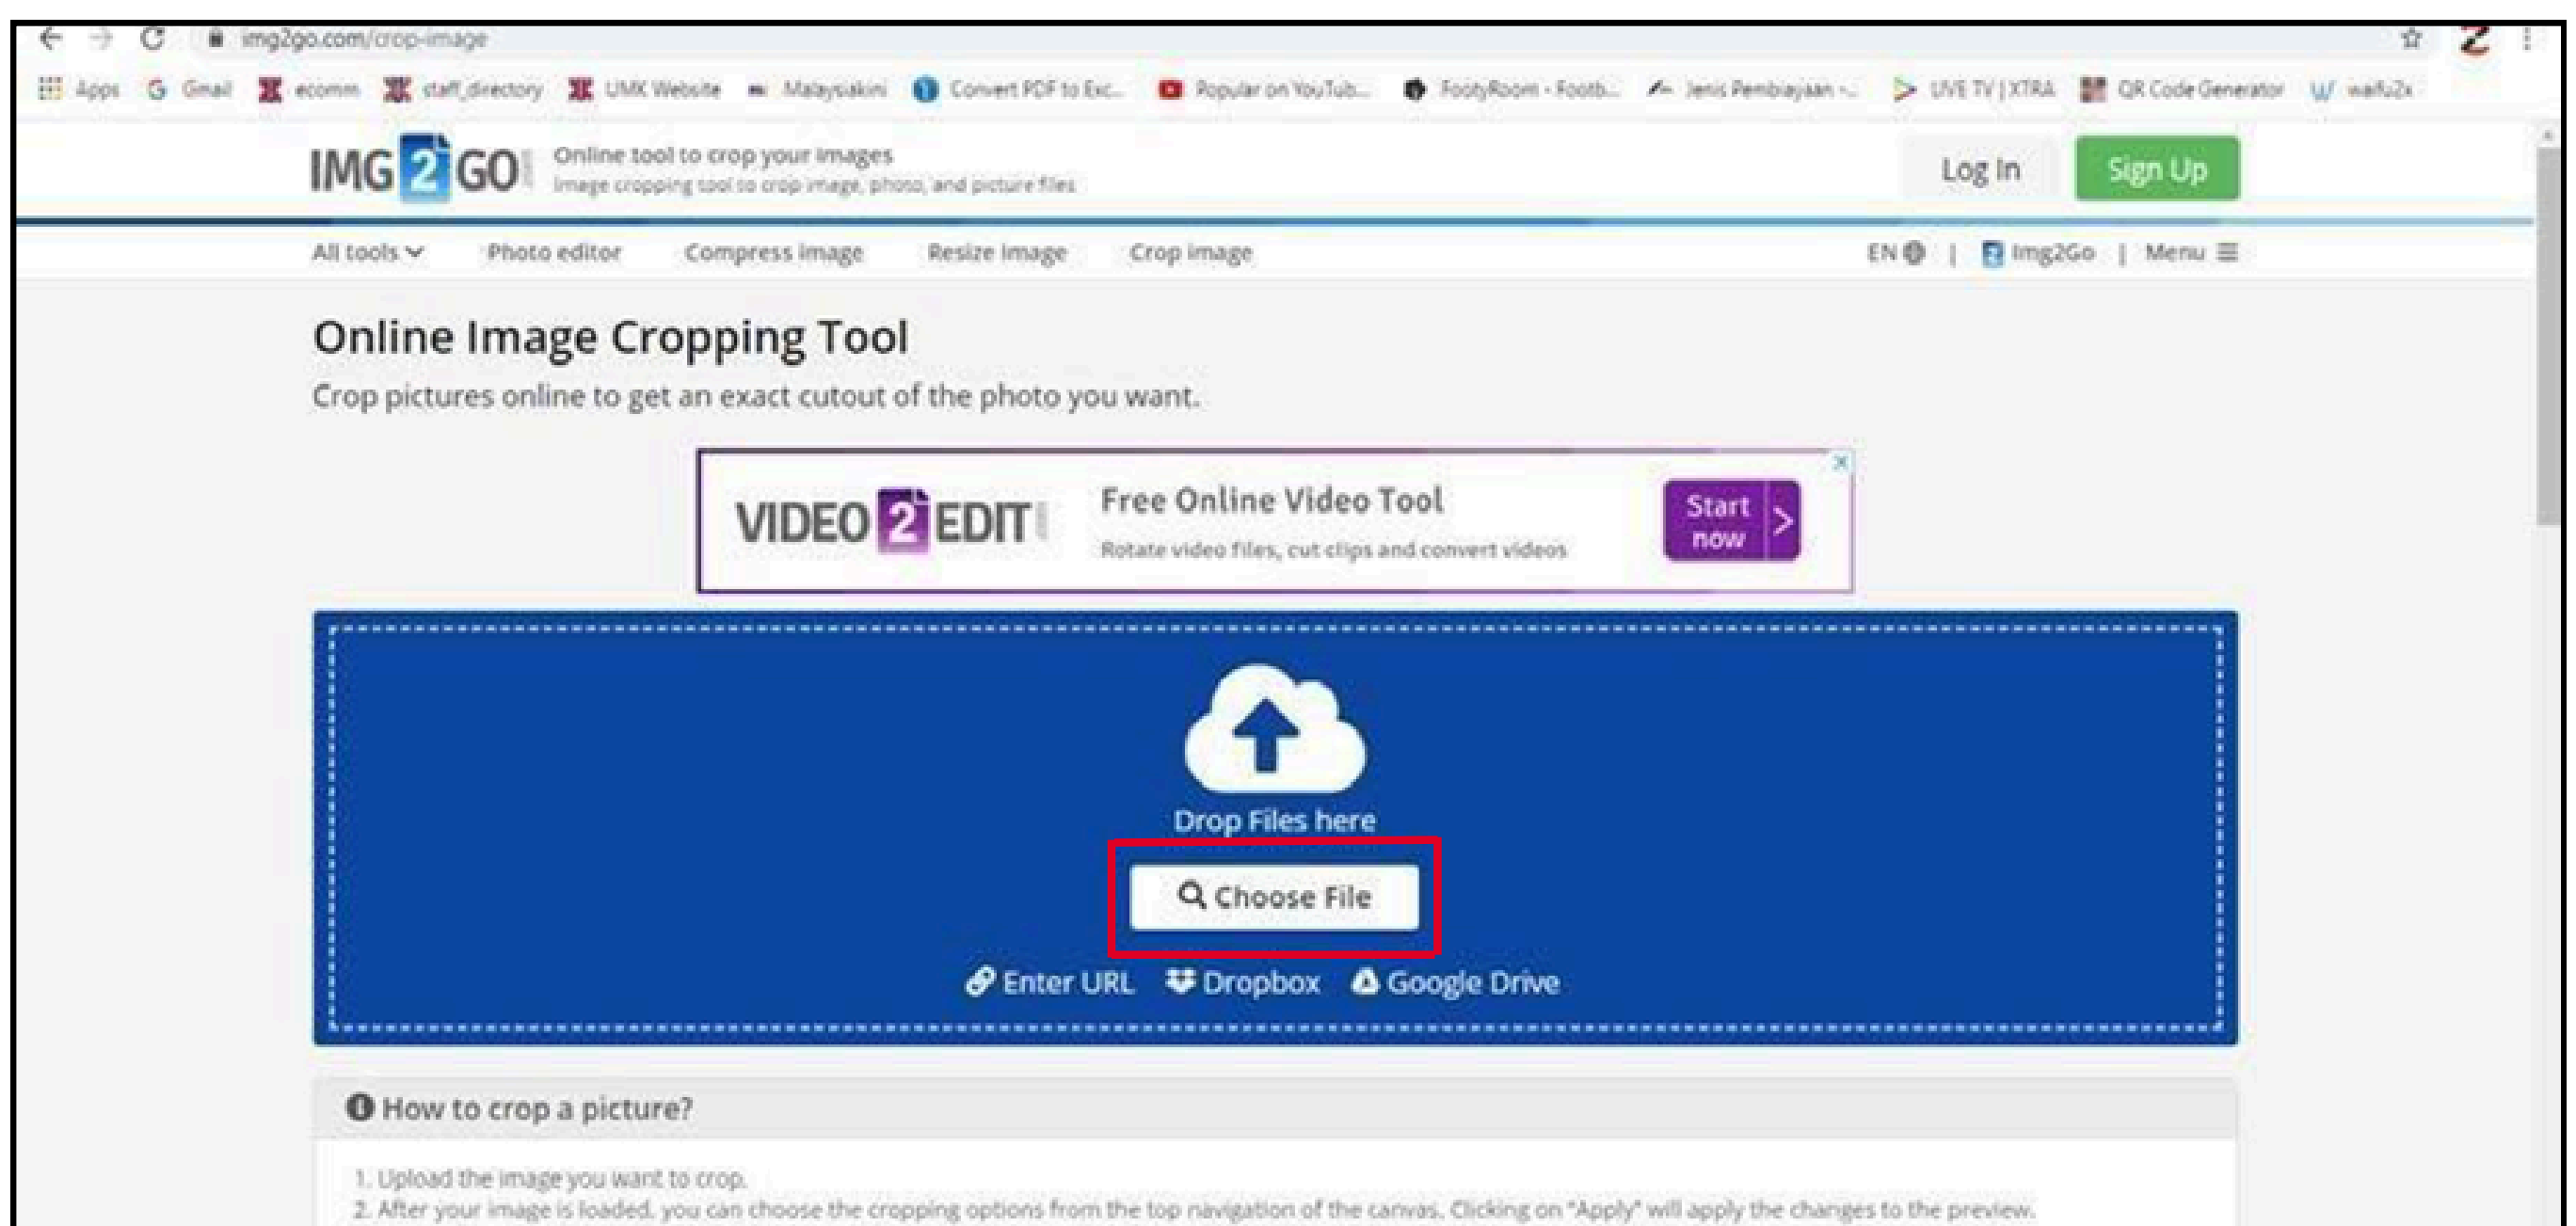 img2go.com/crop-image
Apps Gmail ecomm staff_directory UMK Website Malaysiakini Convert PDF to Exc... Popular on YouTub... FootyRoom - Footb... Jenis Pembiayaan -... LIVE TV | XTRA QR Code Generator waifu2x
IMG2GO Online tool to crop your images
Image cropping tool to crop image, photo, and picture files
Log In Sign Up
All tools Photo editor Compress image Resize image Crop image EN | Img2Go | Menu
Online Image Cropping Tool
Crop pictures online to get an exact cutout of the photo you want.
VIDEO2EDIT Free Online Video Tool
Rotate video files, cut clips and convert videos
Start
now
Drop Files here
Choose File
Enter URL Dropbox Google Drive
How to crop a picture?
1. Upload the image you want to crop.
2. After your image is loaded, you can choose the cropping options from the top navigation of the canvas. Clicking on "Apply" will apply the changes to the preview.